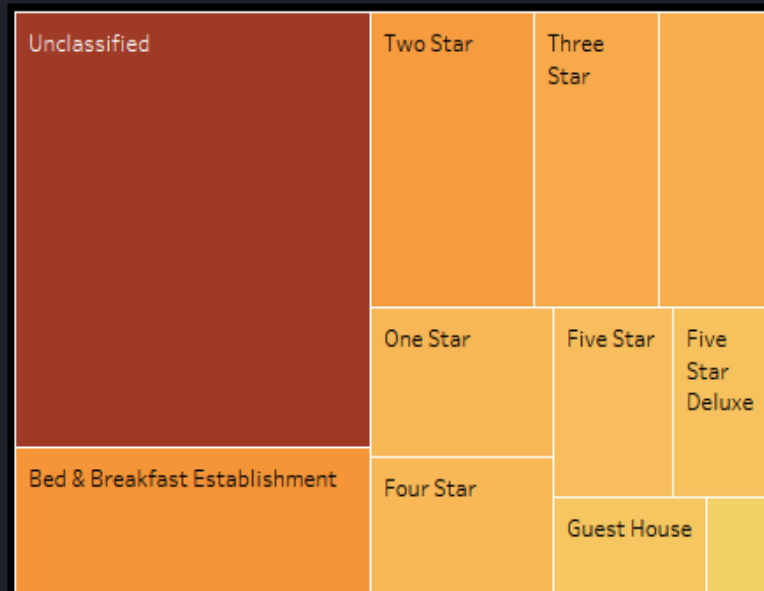 Unclassified
Two Star
Three
Star
One Star
Five Star
Five
Star
Deluxe
Bed & Breakfast Establishment
Four Star
Guest House